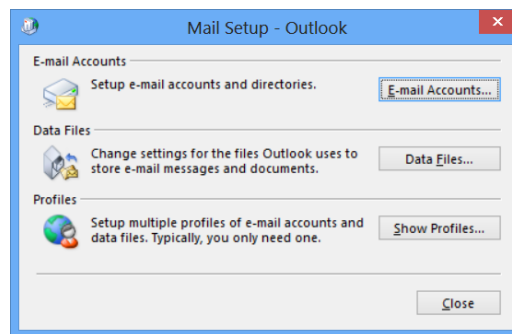 Mail Setup - Outlook
E-mail Accounts
Setup e-mail accounts and directories.
E-mail Accounts...
Data Files
Change settings for the files Outlook uses to
store e-mail messages and documents.
Data Files...
Profiles
Setup multiple profiles of e-mail accounts and
data files. Typically, you only need one.
Show Profiles...
Close